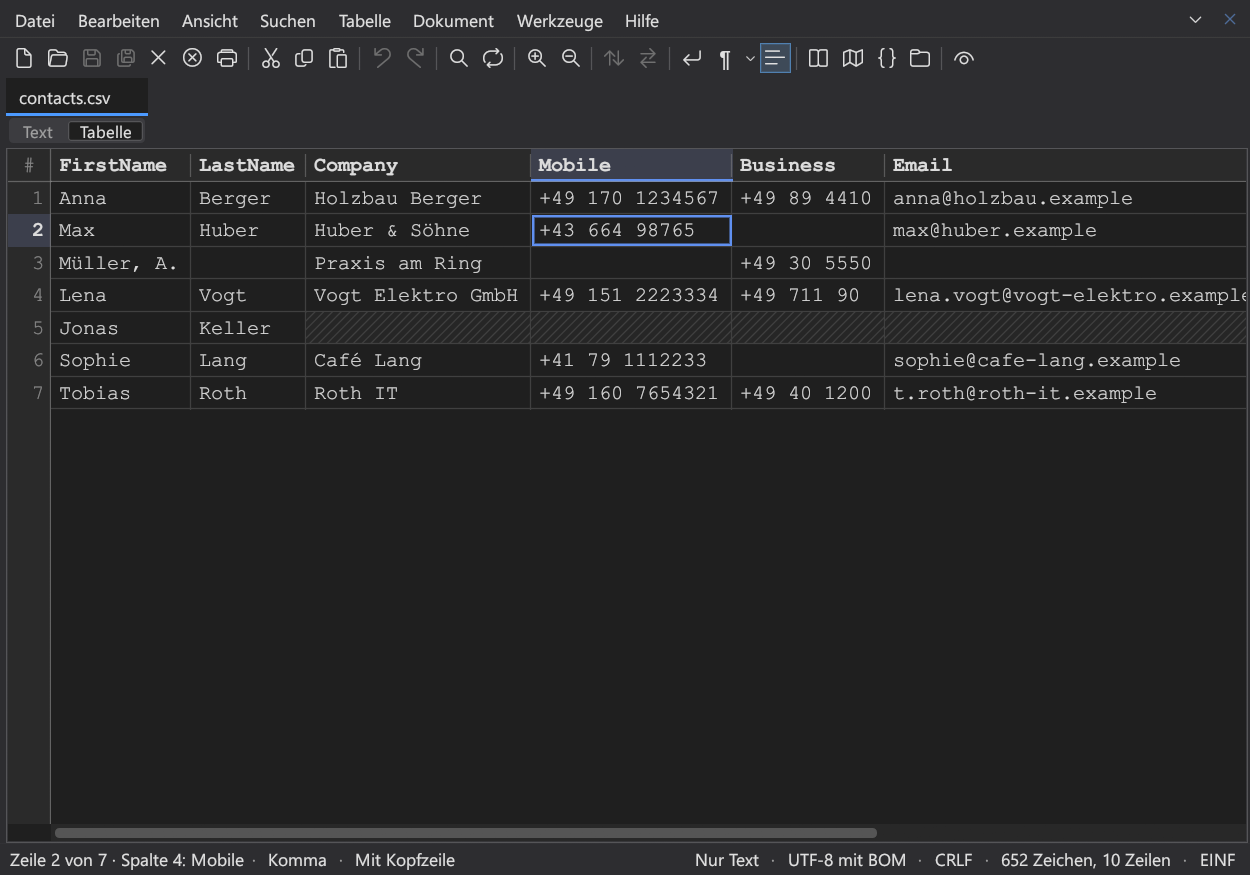 Datei Bearbeiten Ansicht Suchen Tabelle Dokument Werkzeuge Hilfe
contacts.csv
Text Tabelle
# FirstName LastName Company Mobile Business Email
1 Anna Berger Holzbau Berger +49 170 1234567 +49 89 4410 anna@holzbau.example
2 Max Huber Huber & Söhne +43 664 98765 max@huber.example
3 Müller, A. Praxis am Ring +49 30 5550
4 Lena Vogt Vogt Elektro GmbH +49 151 2223334 +49 711 90 lena.vogt@vogt-elektro.example
5 Jonas Keller
6 Sophie Lang Café Lang +41 79 1112233 sophie@cafe-lang.example
7 Tobias Roth Roth IT +49 160 7654321 +49 40 1200 t.roth@roth-it.example
Zeile 2 von 7 · Spalte 4: Mobile · Komma · Mit Kopfzeile Nur Text · UTF-8 mit BOM · CRLF · 652 Zeichen, 10 Zeilen · EINF